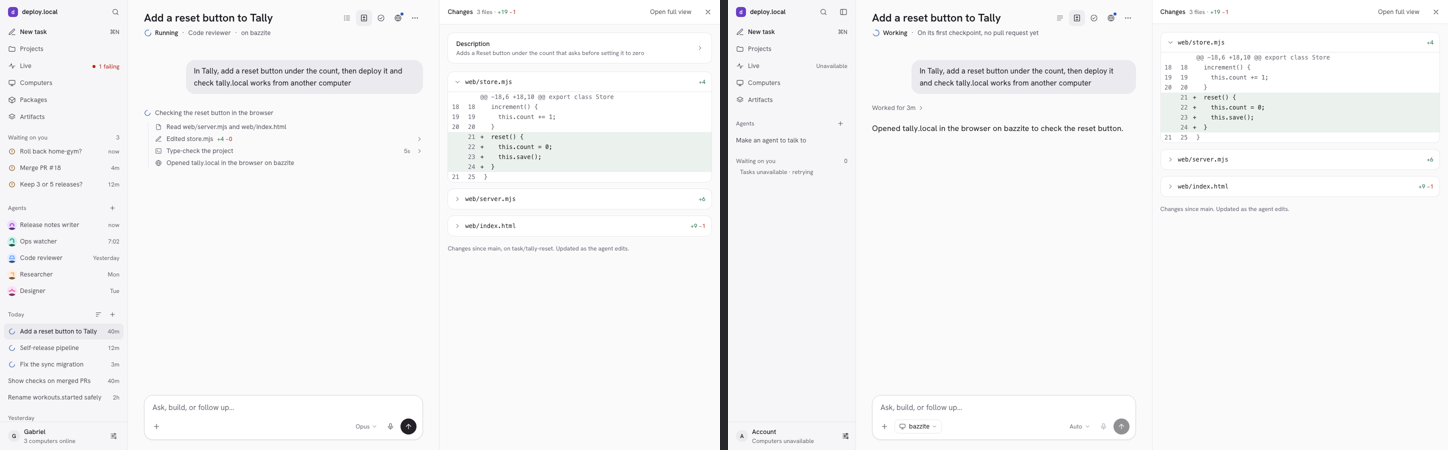 d deploy.local
New task ⌘N
Projects
Live 1 failing
Computers
Packages
Artifacts
Waiting on you 3
Roll back home-gym? now
Merge PR #18 4m
Keep 3 or 5 releases? 12m
Agents
Release notes writer now
Ops watcher 7:02
Code reviewer Yesterday
Researcher Mon
Designer Tue
Today
Add a reset button to Tally 40m
Self-release pipeline 12m
Fix the sync migration 3m
Show checks on merged PRs 40m
Rename workouts.started safely 2h
Yesterday
G Gabriel
3 computers online
Add a reset button to Tally
Running · Code reviewer · on bazzite
In Tally, add a reset button under the count, then deploy it and
check tally.local works from another computer
Checking the reset button in the browser
Read web/server.mjs and web/index.html
Edited store.mjs +4 -0
Type-check the project 5s
Opened tally.local in the browser on bazzite
Ask, build, or follow up...
Opus
Changes 3 files · +19 -1 Open full view
Description
Adds a Reset button under the count that asks before setting it to zero
web/store.mjs +4
@@ -18,6 +18,10 @@ export class Store
18 18 increment() {
19 19 this.count += 1;
20 20 }
21 + reset() {
22 + this.count = 0;
23 + this.save();
24 + }
21 25 }
web/server.mjs +6
web/index.html +9 -1
Changes since main, on task/tally-reset. Updated as the agent edits.
d deploy.local
New task ⌘N
Projects
Live Unavailable
Computers
Artifacts
Agents
Make an agent to talk to
Waiting on you 0
Tasks unavailable · retrying
A Account
Computers unavailable
Add a reset button to Tally
Working · On its first checkpoint, no pull request yet
In Tally, add a reset button under the count, then deploy it
and check tally.local works from another computer
Worked for 3m
Opened tally.local in the browser on bazzite to check the reset button.
Ask, build, or follow up...
bazzite
Auto
Changes 3 files · +19 -1 Open full view
web/store.mjs +4
@@ -18,6 +18,10 @@ export class Store
18 18 increment() {
19 19 this.count += 1;
20 20 }
21 + reset() {
22 + this.count = 0;
23 + this.save();
24 + }
21 25 }
web/server.mjs +6
web/index.html +9 -1
Changes since main. Updated as the agent edits.